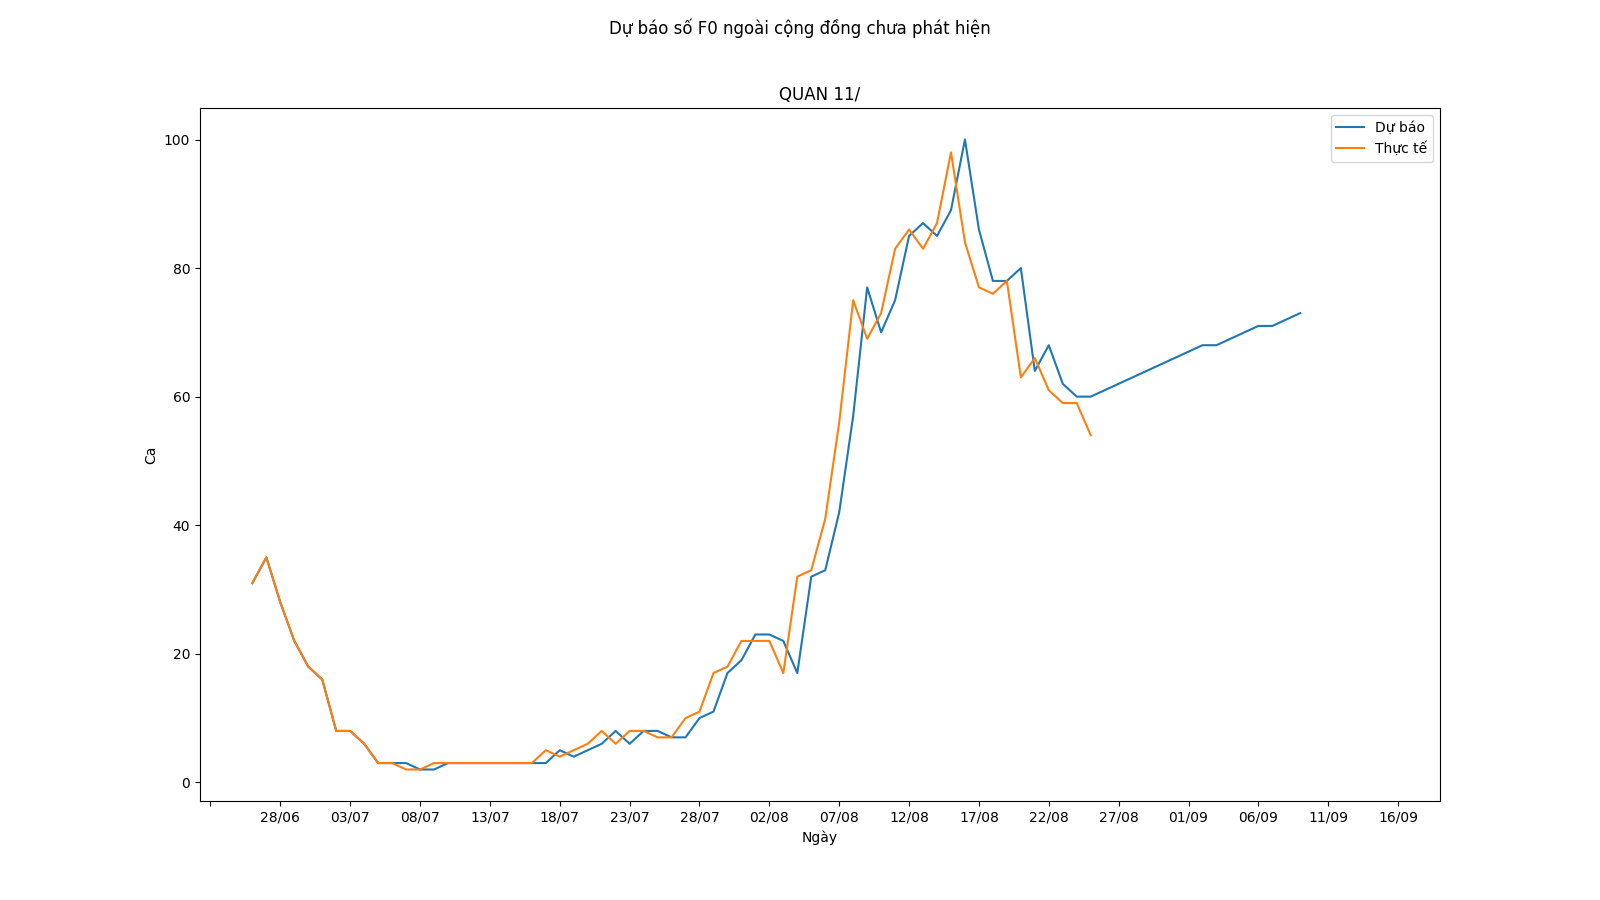 Dự báo số F0 ngoài cộng đồng chưa phát hiện
QUAN 11/
Dự báo
Thực tế
100
80
60
40
20
0
Ca
28/06 03/07 08/07 13/07 18/07 23/07 28/07 02/08 07/08 12/08 17/08 22/08 27/08 01/09 06/09 11/09 16/09
Ngày